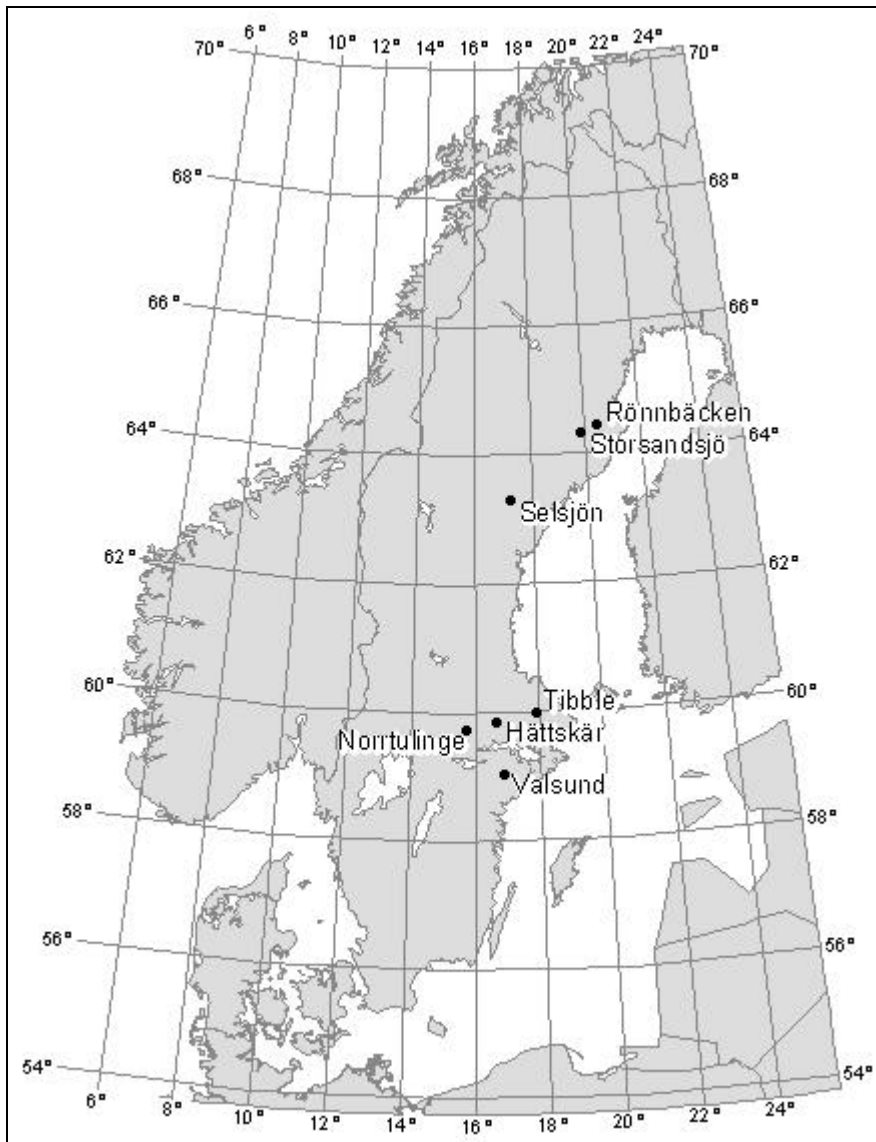 6° 8° 10° 12° 14° 16° 18° 20° 22° 24°
70° 70°
68° 68°
66° 66°
Rönnbäcken
64° Storsandsjö 64°
Selsjön
62° 62°
60° Tibble 60°
Norrtulinge Hättskär
Valsund
58° 58°
56° 56°
54° 54°
6° 8° 10° 12° 14° 16° 18° 20° 22° 24°